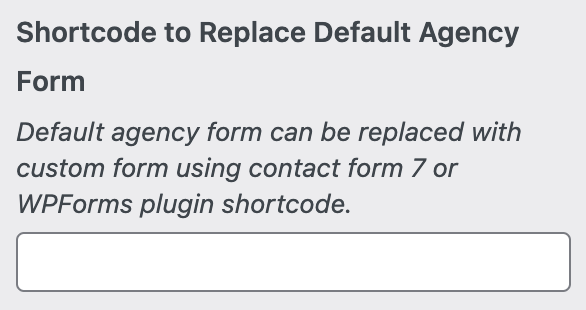 Shortcode to Replace Default Agency
Form
Default agency form can be replaced with
custom form using contact form 7 or
WPForms plugin shortcode.